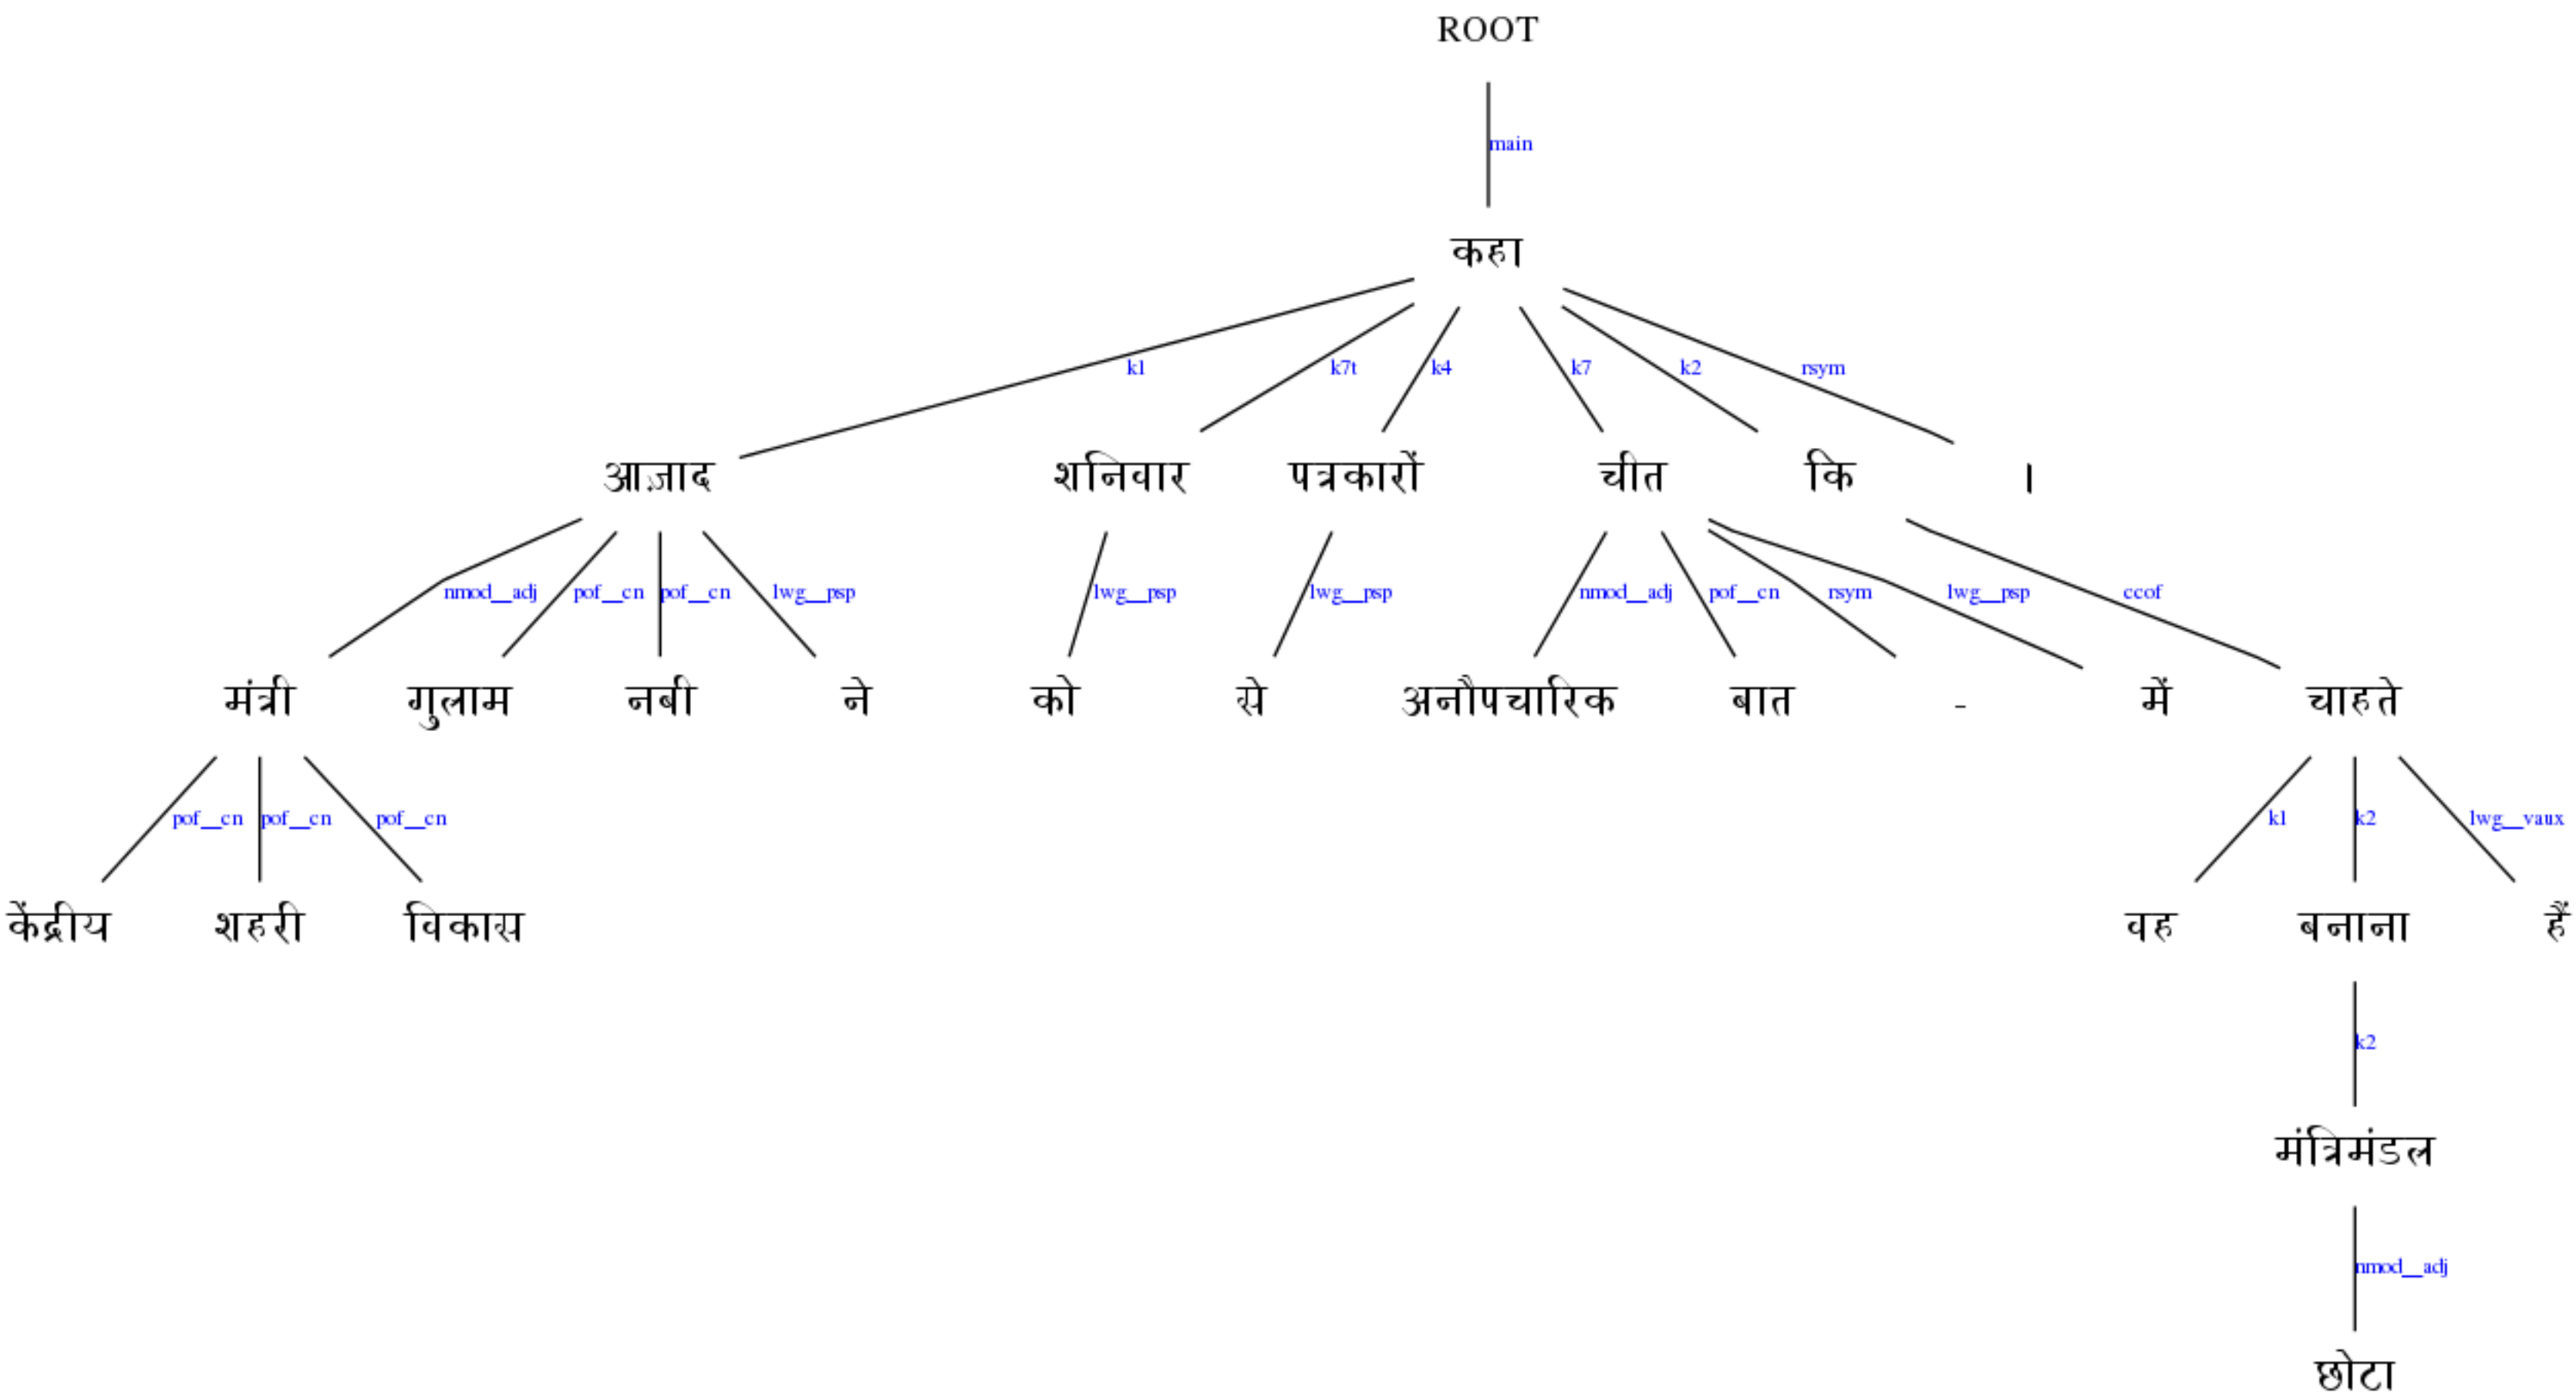 ROOT
main
कहा
k1 k7t k4 k7 k2 rsym
आज़ाद शनिवार पत्रकारों चीत कि ।
nmod__adj pof__cn pof__cn lwg__psp lwg__psp lwg__psp nmod__adj pof__cn rsym lwg__psp ccof
मंत्री गुलाम नबी ने को से अनौपचारिक बात - में चाहते
pof__cn pof__cn pof__cn k1 k2 lwg__vaux
केंद्रीय शहरी विकास वह बनाना हैं
k2
मंत्रिमंडल
nmod__adj
छोटा